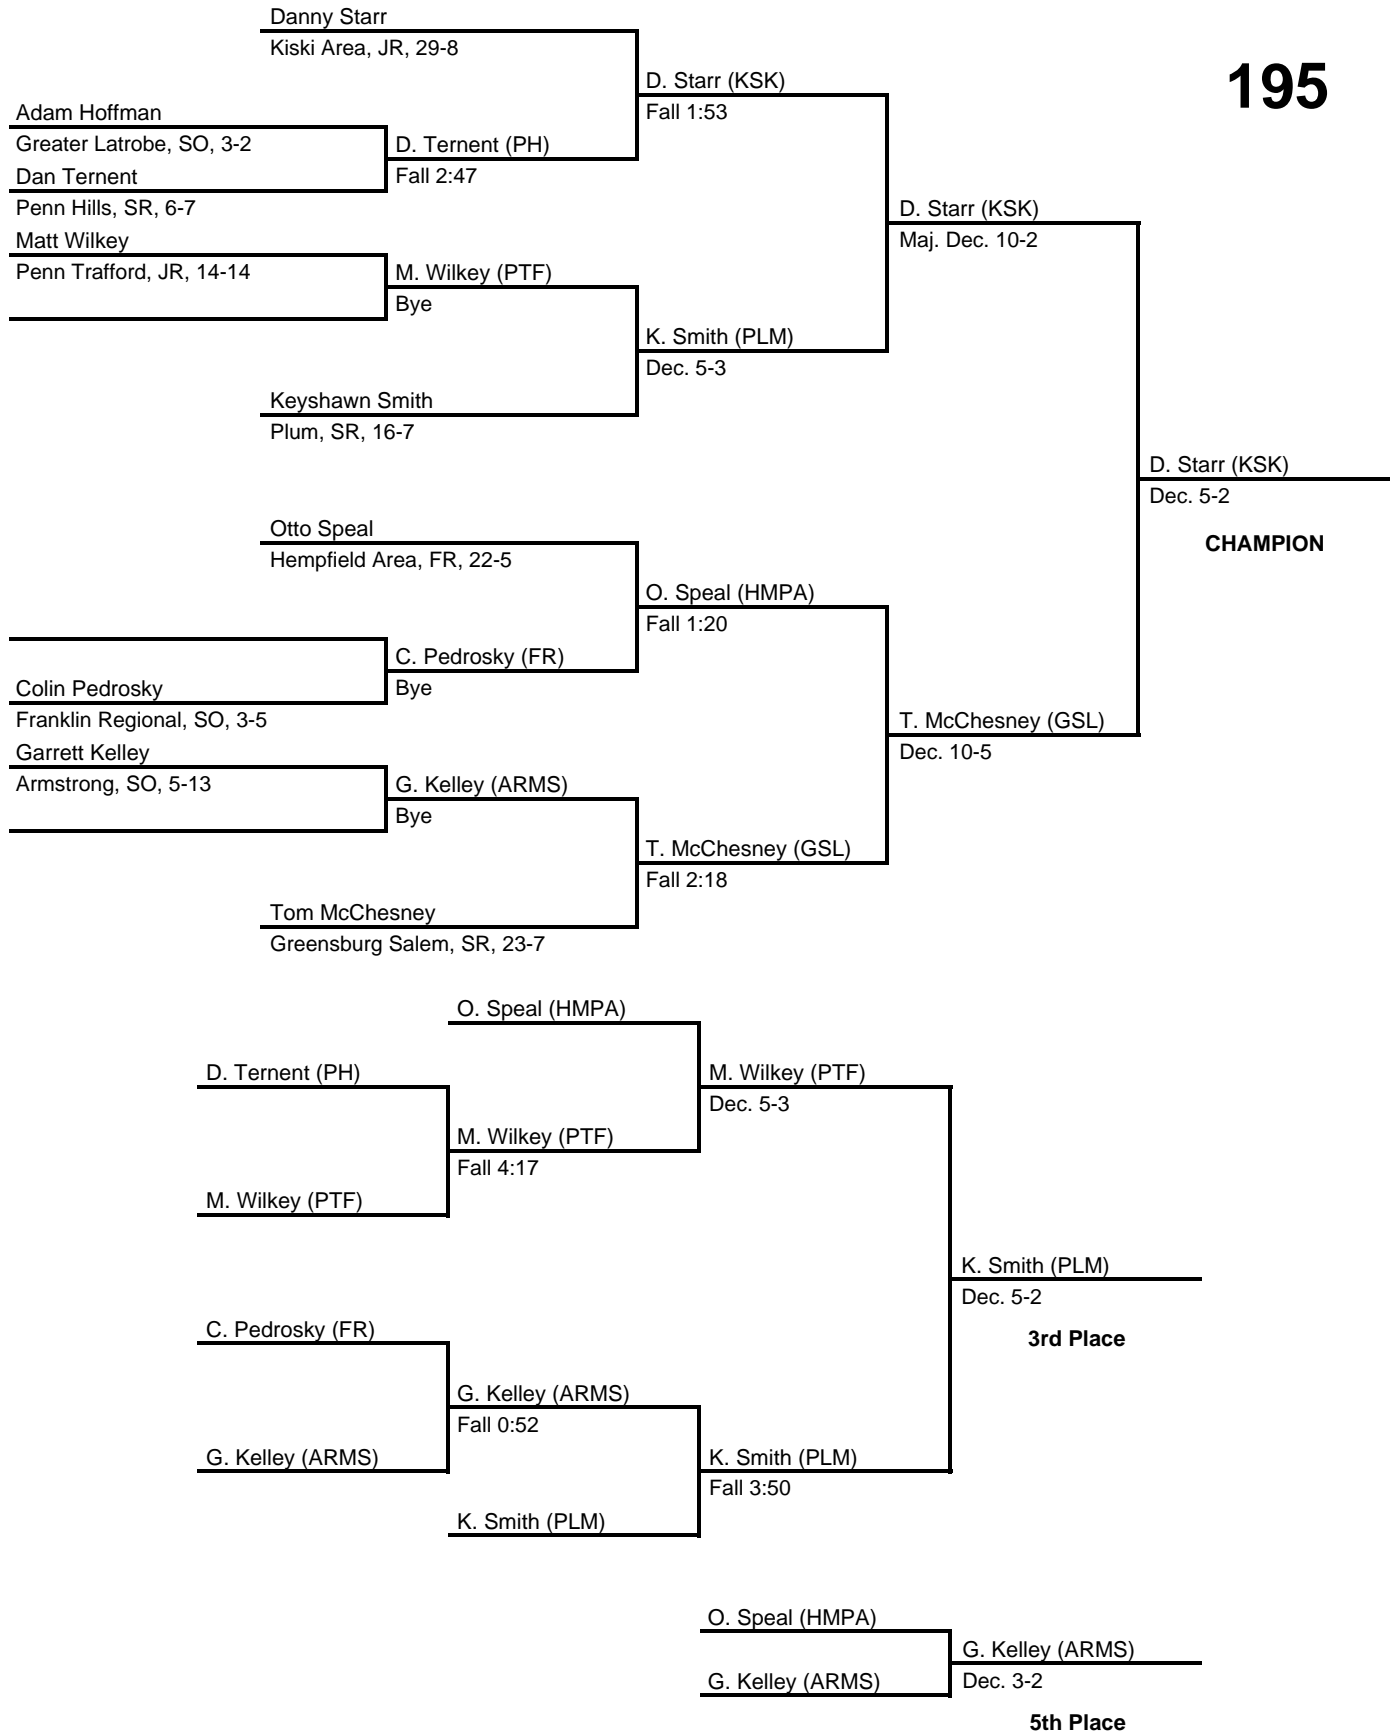 195
Danny Starr
Kiski Area, JR, 29-8
D. Starr (KSK)
Fall 1:53
Adam Hoffman
Greater Latrobe, SO, 3-2
D. Ternent (PH)
Fall 2:47
Dan Ternent
Penn Hills, SR, 6-7
D. Starr (KSK)
Maj. Dec. 10-2
Matt Wilkey
Penn Trafford, JR, 14-14
M. Wilkey (PTF)
Bye
K. Smith (PLM)
Dec. 5-3
Keyshawn Smith
Plum, SR, 16-7
D. Starr (KSK)
Dec. 5-2
CHAMPION
Otto Speal
Hempfield Area, FR, 22-5
O. Speal (HMPA)
Fall 1:20
C. Pedrosky (FR)
Bye
Colin Pedrosky
Franklin Regional, SO, 3-5
T. McChesney (GSL)
Dec. 10-5
Garrett Kelley
Armstrong, SO, 5-13
G. Kelley (ARMS)
Bye
T. McChesney (GSL)
Fall 2:18
Tom McChesney
Greensburg Salem, SR, 23-7
O. Speal (HMPA)
D. Ternent (PH)
M. Wilkey (PTF)
Dec. 5-3
M. Wilkey (PTF)
Fall 4:17
M. Wilkey (PTF)
K. Smith (PLM)
Dec. 5-2
3rd Place
C. Pedrosky (FR)
G. Kelley (ARMS)
Fall 0:52
G. Kelley (ARMS)
K. Smith (PLM)
Fall 3:50
K. Smith (PLM)
O. Speal (HMPA)
G. Kelley (ARMS)
Dec. 3-2
G. Kelley (ARMS)
5th Place